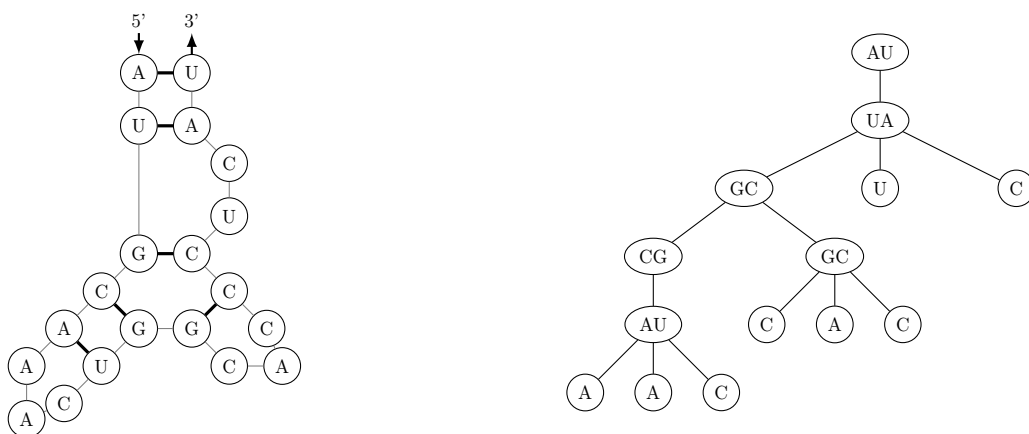 5’ 3’
A U AU
U A UA
C
GC U C
U
G C
CG GC
C C
A G G C C A C
AU
A U C A
C
A A A C